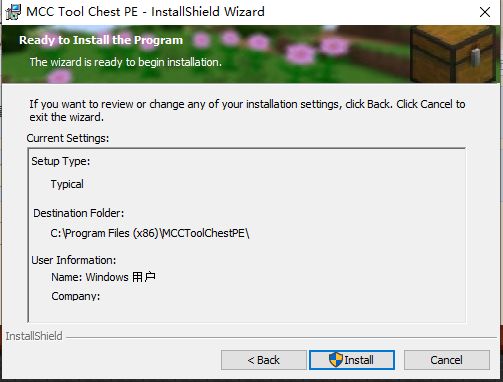 MCC Tool Chest PE - InstallShield Wizard
Ready to Install the Program
The wizard is ready to begin installation.
If you want to review or change any of your installation settings, click Back. Click Cancel to
exit the wizard.
Current Settings:
Setup Type:
Typical
Destination Folder:
C:\Program Files (x86)\MCCToolChestPE\
User Information:
Name: Windows 用户
Company:
InstallShield
< Back
Install
Cancel